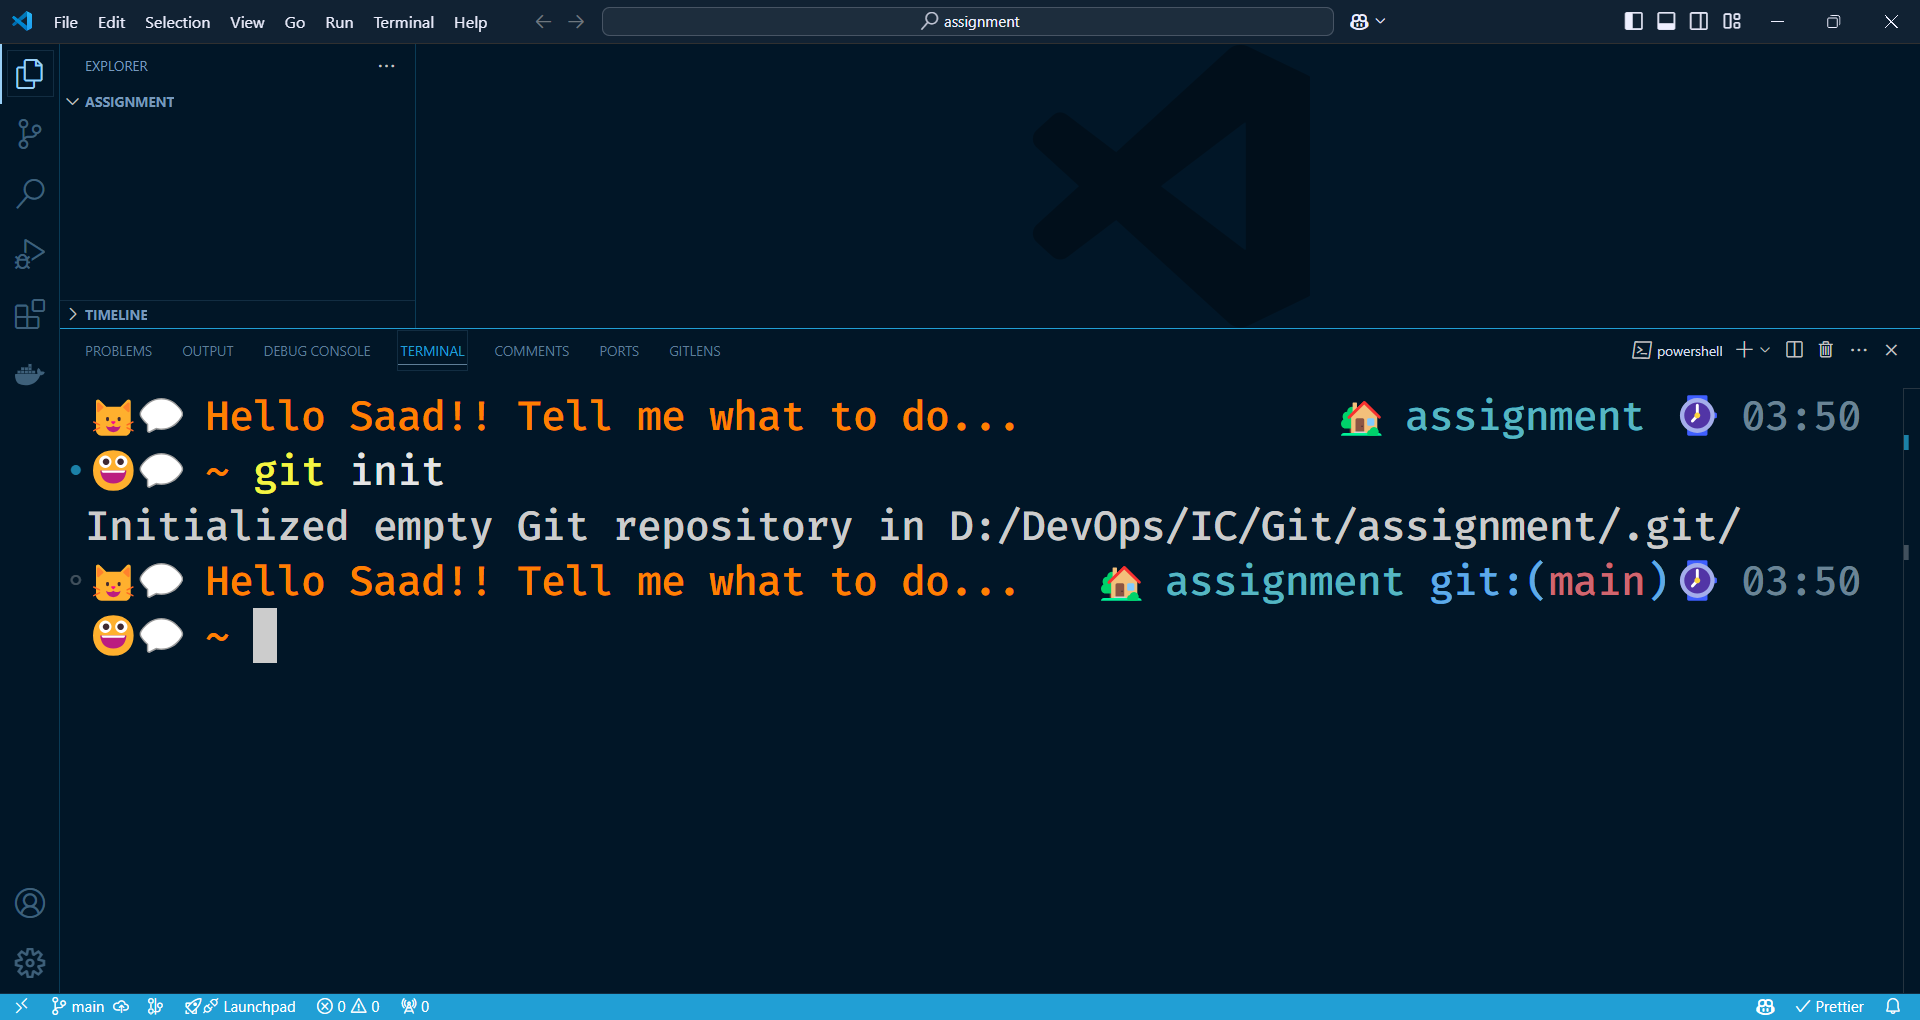 File Edit Selection View Go Run Terminal Help
assignment
EXPLORER
ASSIGNMENT
TIMELINE
PROBLEMS OUTPUT DEBUG CONSOLE TERMINAL COMMENTS PORTS GITLENS
powershell
Hello Saad!! Tell me what to do... assignment 03:50
~ git init
Initialized empty Git repository in D:/DevOps/IC/Git/assignment/.git/
Hello Saad!! Tell me what to do... assignment git:(main) 03:50
~
main Launchpad 0 0 0 Prettier